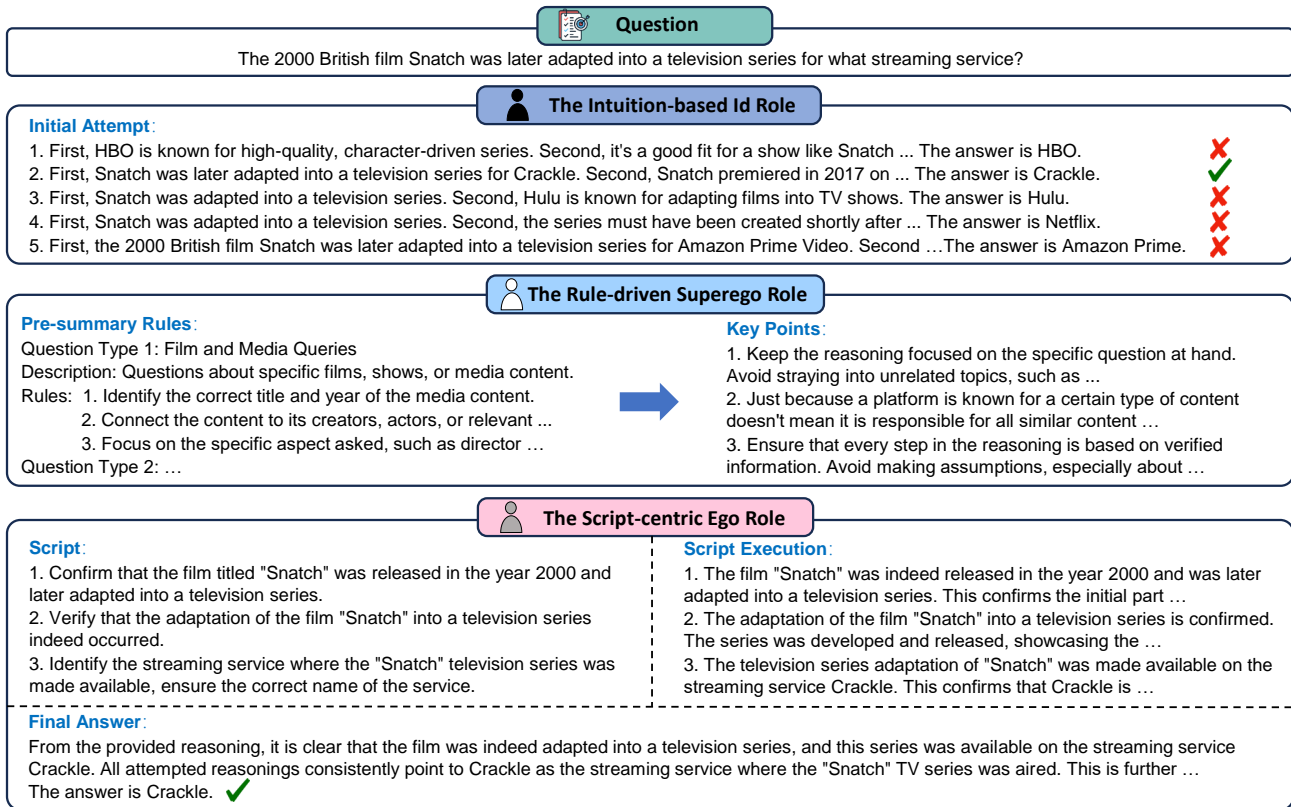 Question
The 2000 British film Snatch was later adapted into a television series for what streaming service?
The Intuition-based Id Role
Initial Attempt:
1. First, HBO is known for high-quality, character-driven series. Second, it's a good fit for a show like Snatch ... The answer is HBO.
2. First, Snatch was later adapted into a television series for Crackle. Second, Snatch premiered in 2017 on ... The answer is Crackle.
3. First, Snatch was adapted into a television series. Second, Hulu is known for adapting films into TV shows. The answer is Hulu.
4. First, Snatch was adapted into a television series. Second, the series must have been created shortly after ... The answer is Netflix.
5. First, the 2000 British film Snatch was later adapted into a television series for Amazon Prime Video. Second …The answer is Amazon Prime.
The Rule-driven Superego Role
Pre-summary Rules:
Question Type 1: Film and Media Queries
Description: Questions about specific films, shows, or media content.
Rules: 1. Identify the correct title and year of the media content.
2. Connect the content to its creators, actors, or relevant ...
3. Focus on the specific aspect asked, such as director …
Question Type 2: …
Key Points:
1. Keep the reasoning focused on the specific question at hand.
Avoid straying into unrelated topics, such as ...
2. Just because a platform is known for a certain type of content
doesn't mean it is responsible for all similar content …
3. Ensure that every step in the reasoning is based on verified
information. Avoid making assumptions, especially about …
The Script-centric Ego Role
Script:
1. Confirm that the film titled "Snatch" was released in the year 2000 and
later adapted into a television series.
2. Verify that the adaptation of the film "Snatch" into a television series
indeed occurred.
3. Identify the streaming service where the "Snatch" television series was
made available, ensure the correct name of the service.
Script Execution:
1. The film "Snatch" was indeed released in the year 2000 and was later
adapted into a television series. This confirms the initial part …
2. The adaptation of the film "Snatch" into a television series is confirmed.
The series was developed and released, showcasing the …
3. The television series adaptation of "Snatch" was made available on the
streaming service Crackle. This confirms that Crackle is …
Final Answer:
From the provided reasoning, it is clear that the film was indeed adapted into a television series, and this series was available on the streaming service
Crackle. All attempted reasonings consistently point to Crackle as the streaming service where the "Snatch" TV series was aired. This is further …
The answer is Crackle.